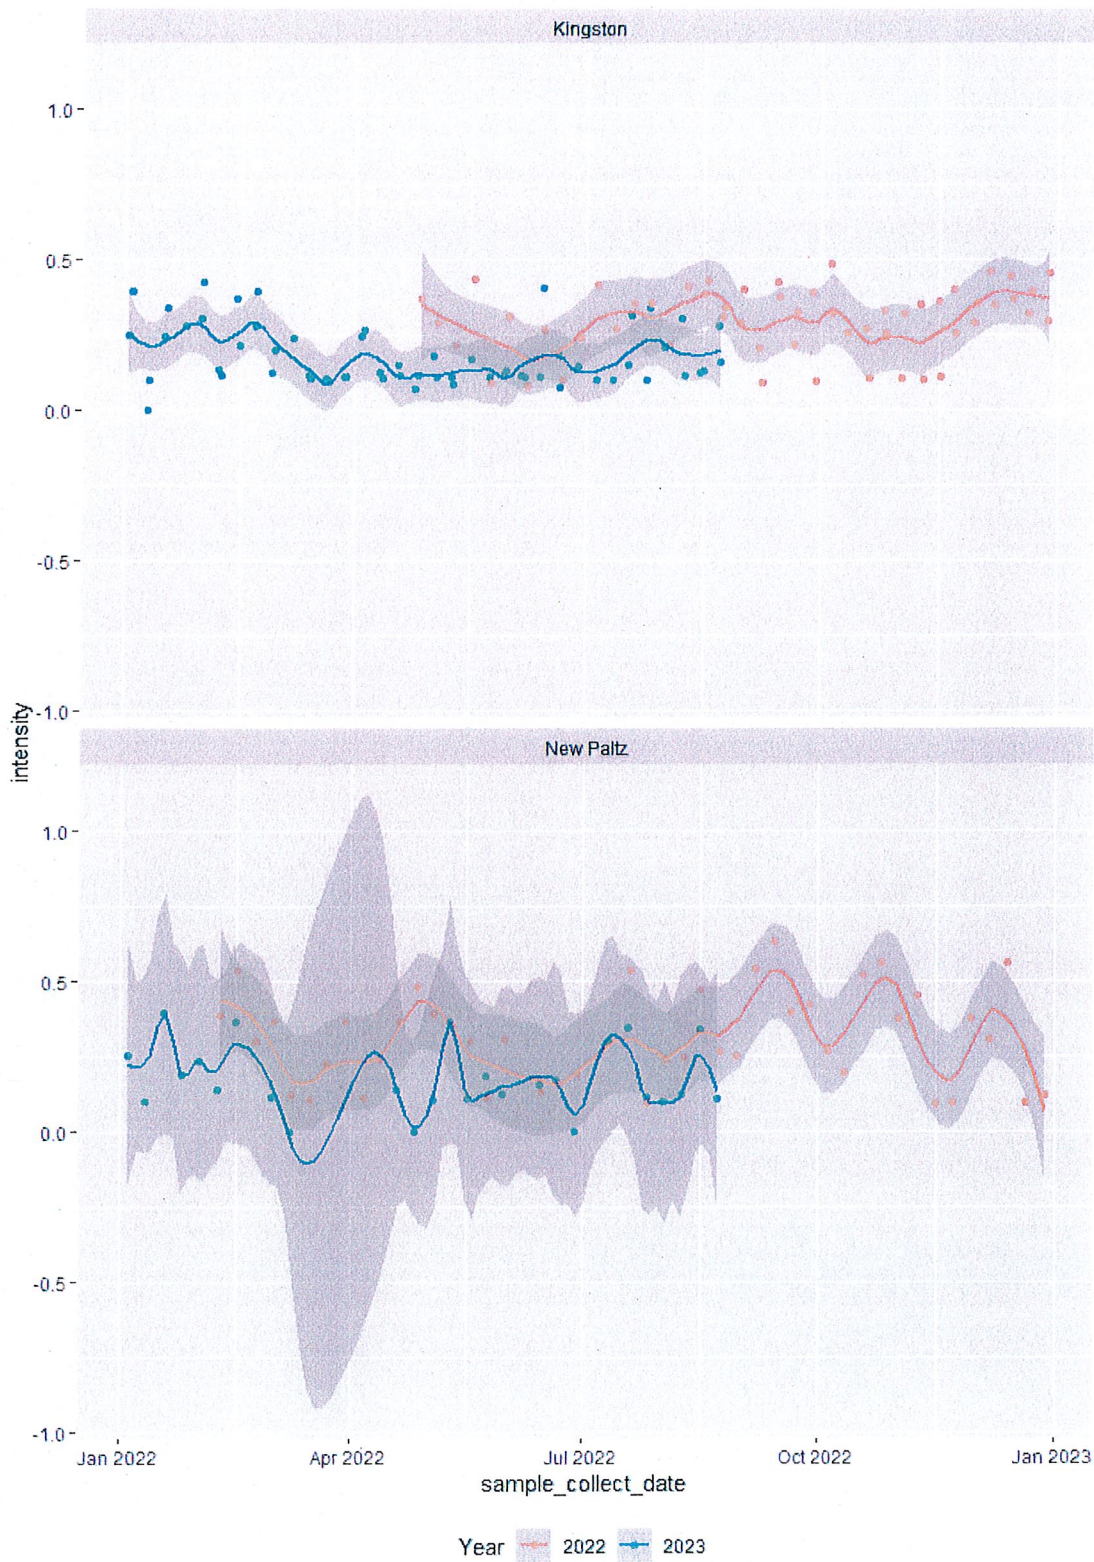 Kingston
1.0
0.5
0.0
-0.5
-1.0
intensity
New Paltz
1.0
0.5
0.0
-0.5
-1.0
Jan 2022 Apr 2022 Jul 2022 Oct 2022 Jan 2023
sample_collect_date
Year 2022 2023